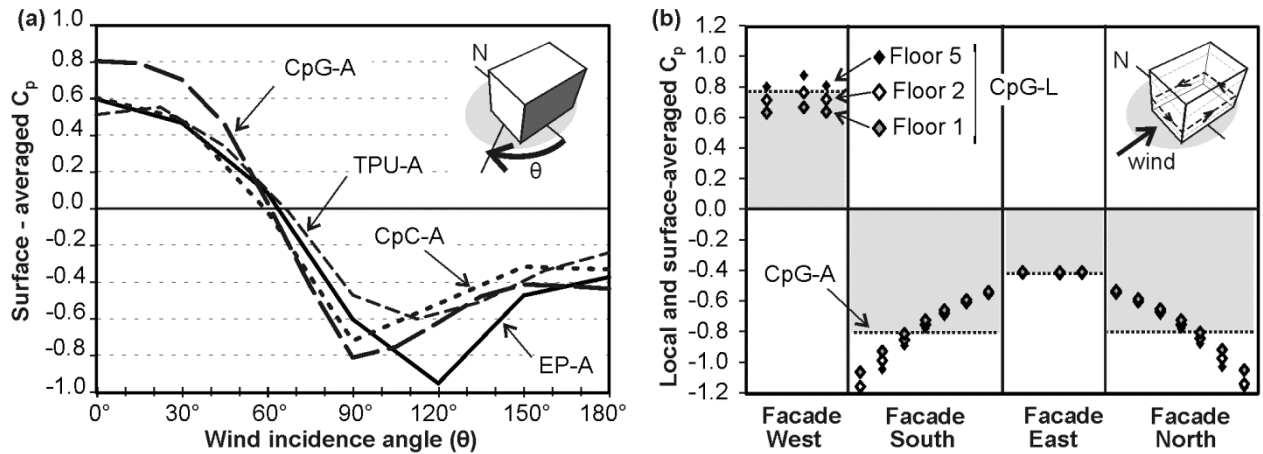 (a)
Surface - averaged Cₚ
1.0
0.8
0.6
0.4
0.2
0.0
-0.2
-0.4
-0.6
-0.8
-1.0
CpG-A
TPU-A
CpC-A
EP-A
N
θ
0° 30° 60° 90° 120° 150° 180°
Wind incidence angle (θ)
(b)
Local and surface-averaged Cₚ
1.2
1.0
0.8
0.6
0.4
0.2
0.0
-0.2
-0.4
-0.6
-0.8
-1.0
-1.2
Floor 5
Floor 2
Floor 1
CpG-L
N
wind
CpG-A
Facade West
Facade South
Facade East
Facade North